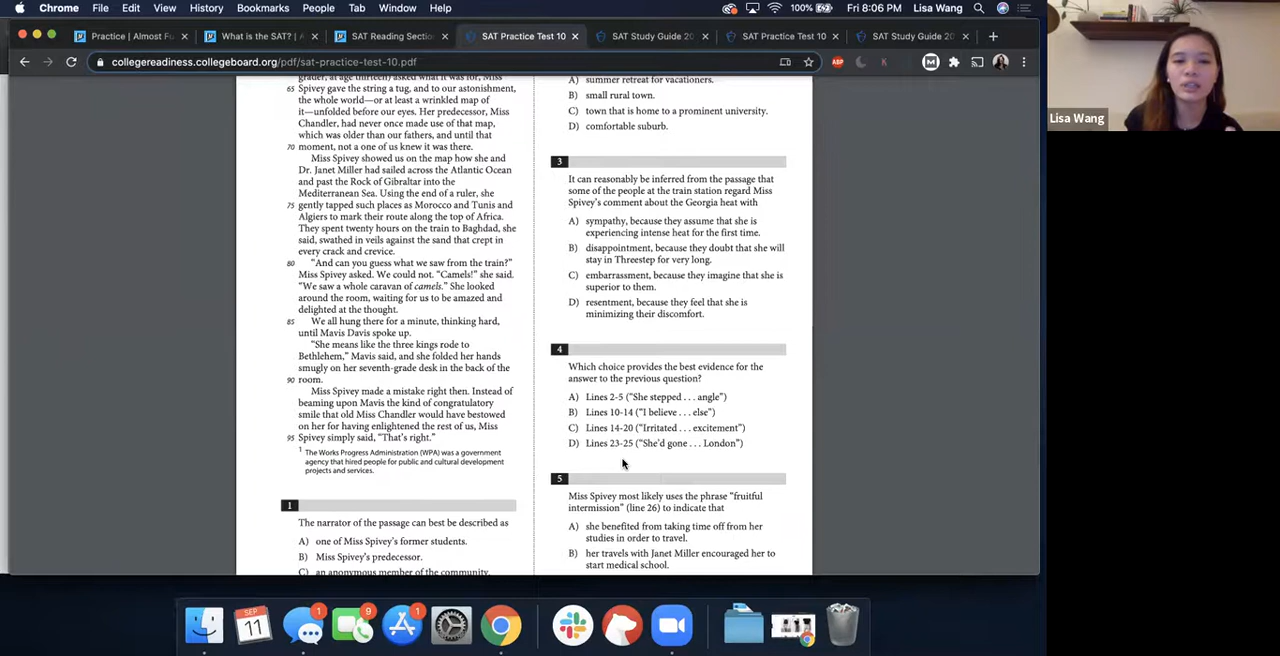 Chrome File Edit View History Bookmarks People Tab Window Help
100% Fri 8:06 PM Lisa Wang
Practice | Almost Fu
What is the SAT? | A
SAT Reading Sectio
SAT Practice Test 10
SAT Study Guide 20
SAT Practice Test 10
SAT Study Guide 20
collegereadiness.collegeboard.org/pdf/sat-practice-test-10.pdf
ABP
K
M
Lisa Wang
grader, at age thirteen) asked what it was for, Miss
65 Spivey gave the string a tug, and to our astonishment,
the whole world—or at least a wrinkled map of
it—unfolded before our eyes. Her predecessor, Miss
Chandler, had never once made use of that map,
which was older than our fathers, and until that
70 moment, not a one of us knew it was there.
Miss Spivey showed us on the map how she and
Dr. Janet Miller had sailed across the Atlantic Ocean
and past the Rock of Gibraltar into the
Mediterranean Sea. Using the end of a ruler, she
75 gently tapped such places as Morocco and Tunis and
Algiers to mark their route along the top of Africa.
They spent twenty hours on the train to Baghdad, she
said, swathed in veils against the sand that crept in
every crack and crevice.
80 “And can you guess what we saw from the train?”
Miss Spivey asked. We could not. “Camels!” she said.
“We saw a whole caravan of camels.” She looked
around the room, waiting for us to be amazed and
delighted at the thought.
85 We all hung there for a minute, thinking hard,
until Mavis Davis spoke up.
“She means like the three kings rode to
Bethlehem,” Mavis said, and she folded her hands
smugly on her seventh-grade desk in the back of the
90 room.
Miss Spivey made a mistake right then. Instead of
beaming upon Mavis the kind of congratulatory
smile that old Miss Chandler would have bestowed
on her for having enlightened the rest of us, Miss
95 Spivey simply said, “That’s right.”
1 The Works Progress Administration (WPA) was a government
agency that hired people for public and cultural development
projects and services.
1
The narrator of the passage can best be described as
A) one of Miss Spivey’s former students.
B) Miss Spivey’s predecessor.
C) an anonymous member of the community.
A) summer retreat for vacationers.
B) small rural town.
C) town that is home to a prominent university.
D) comfortable suburb.
3
It can reasonably be inferred from the passage that
some of the people at the train station regard Miss
Spivey’s comment about the Georgia heat with
A) sympathy, because they assume that she is
experiencing intense heat for the first time.
B) disappointment, because they doubt that she will
stay in Threestep for very long.
C) embarrassment, because they imagine that she is
superior to them.
D) resentment, because they feel that she is
minimizing their discomfort.
4
Which choice provides the best evidence for the
answer to the previous question?
A) Lines 2-5 (“She stepped . . . angle”)
B) Lines 10-14 (“I believe . . . else”)
C) Lines 14-20 (“Irritated . . . excitement”)
D) Lines 23-25 (“She’d gone . . . London”)
5
Miss Spivey most likely uses the phrase “fruitful
intermission” (line 26) to indicate that
A) she benefited from taking time off from her
studies in order to travel.
B) her travels with Janet Miller encouraged her to
start medical school.
SEP
11
1
9
1